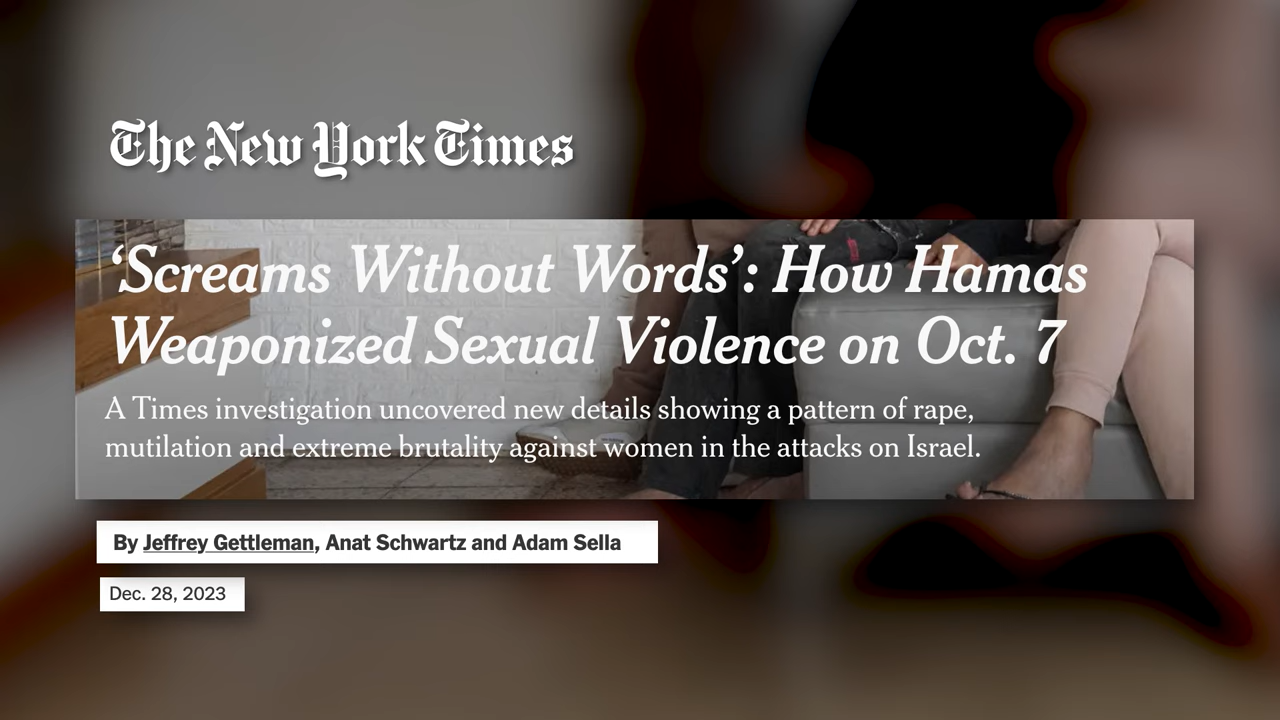 The New York Times
‘Screams Without Words’: How Hamas
Weaponized Sexual Violence on Oct. 7
A Times investigation uncovered new details showing a pattern of rape,
mutilation and extreme brutality against women in the attacks on Israel.
By Jeffrey Gettleman, Anat Schwartz and Adam Sella
Dec. 28, 2023